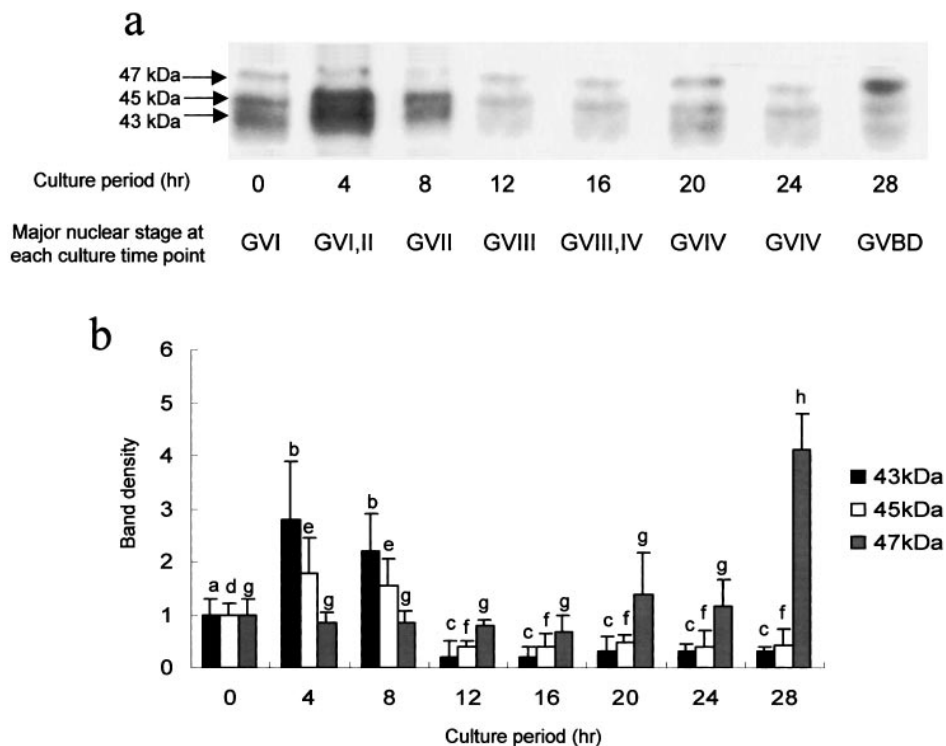 a
47 kDa
45 kDa
43 kDa
Culture period (hr) 0 4 8 12 16 20 24 28
Major nuclear stage at
each culture time point
GVI GVI,II GVII GVIII GVIII,IV GVIV GVIV GVBD
b
6
5
4
3
2
1
0
Band density
a d g
b e g
b e g
c f g
c f g
c f g
c f g
c f h
43kDa
45kDa
47kDa
0 4 8 12 16 20 24 28
Culture period (hr)